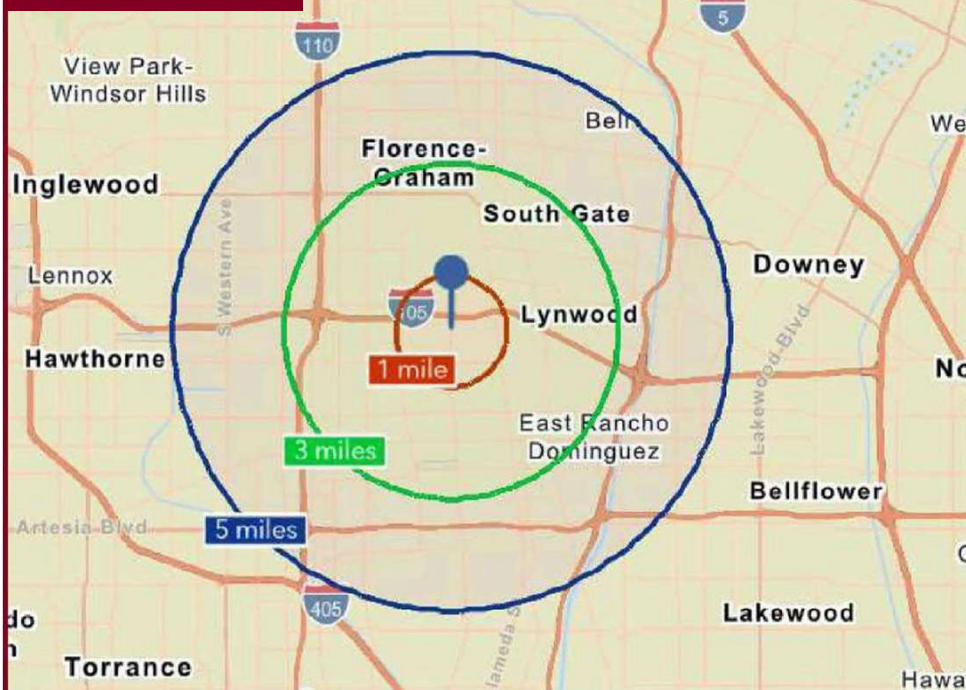 5
110
View Park-
Windsor Hills
Bell
We
Florence-
Graham
Inglewood
South Gate
S Western Ave
Downey
Lennox
05
Lynwood
Hawthorne
1 mile
No
Lakewood Blvd
East Rancho
Dominguez
3 miles
Bellflower
Artesia Blvd
5 miles
405
lameda S
Lakewood
do
n
Torrance
Hawa